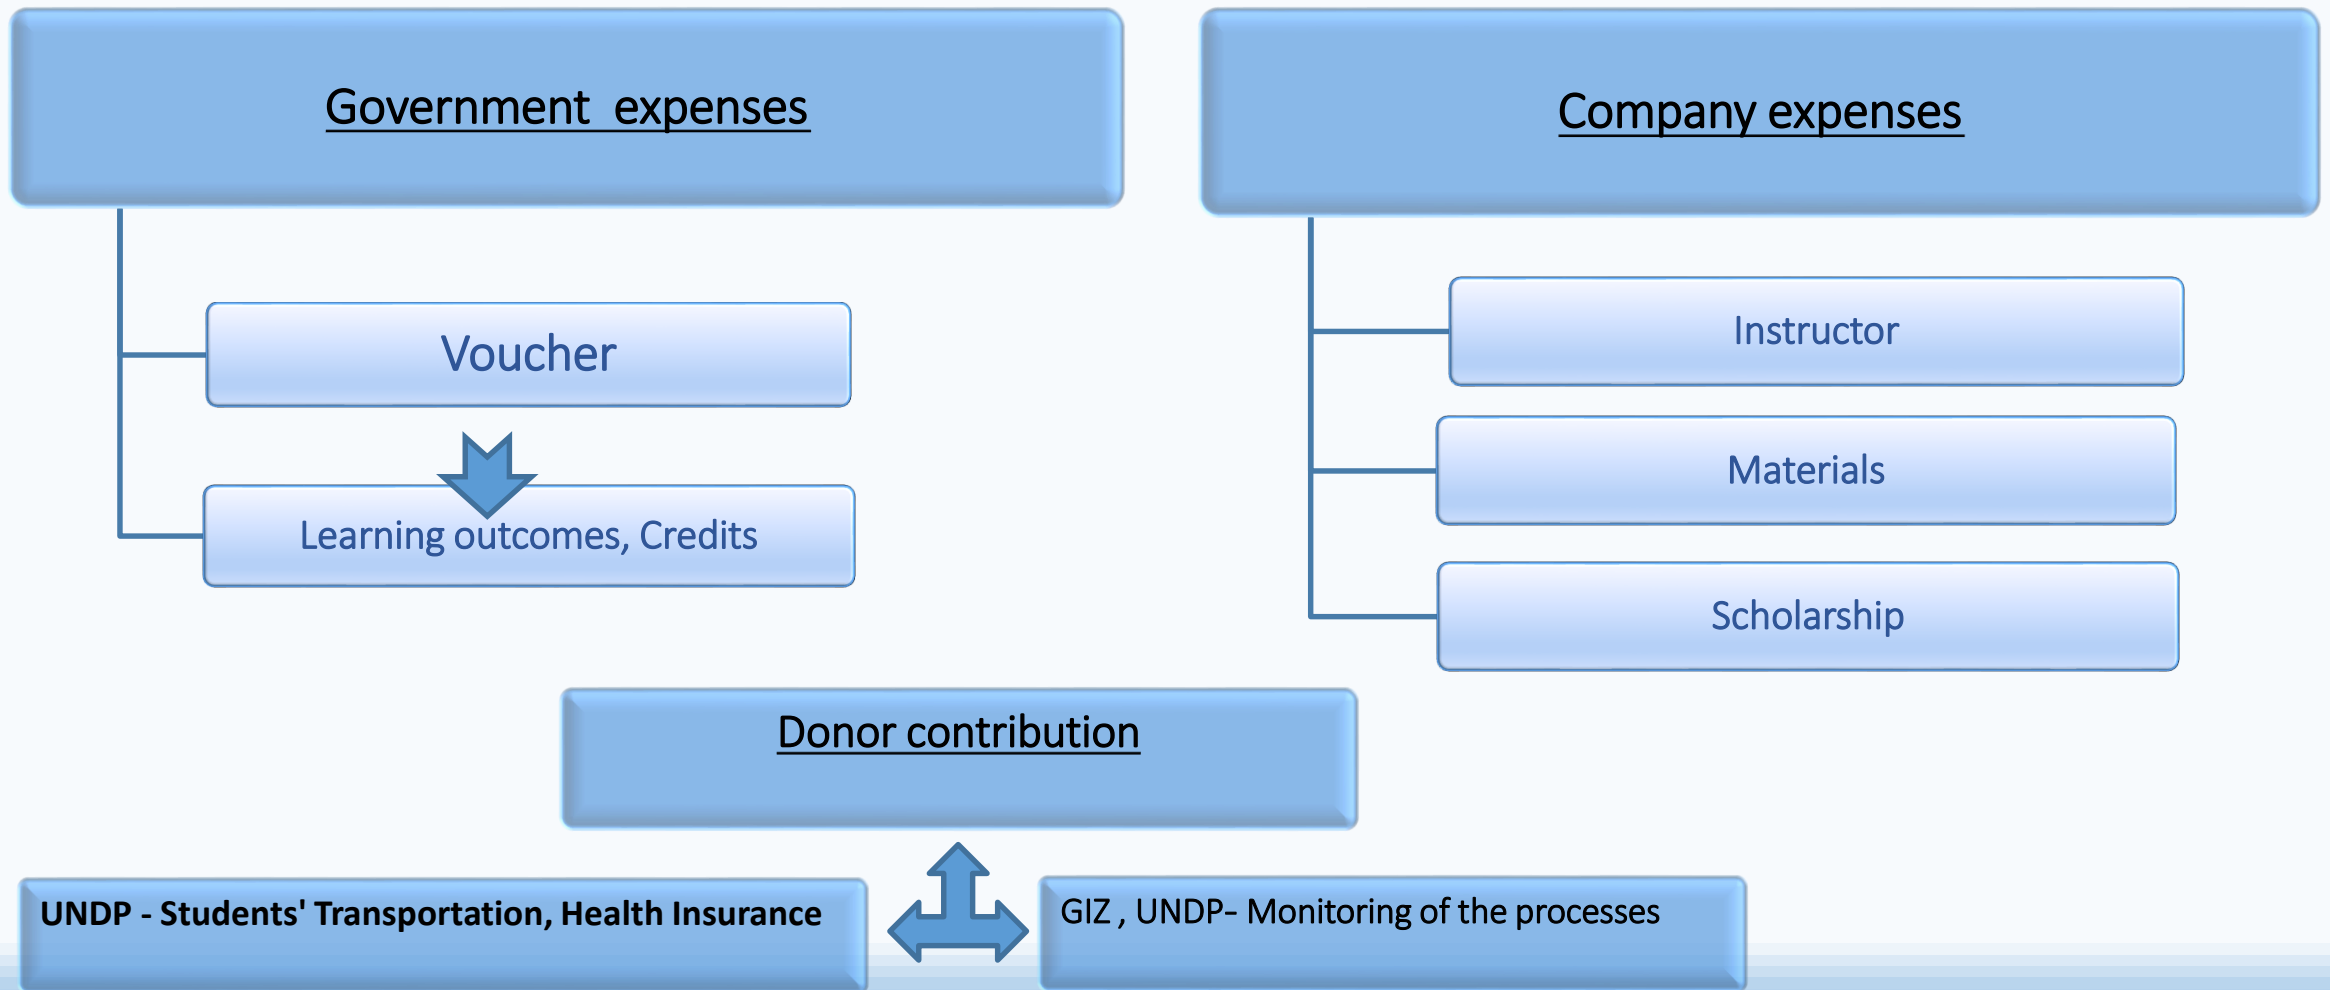 Government expenses
Voucher
Learning outcomes, Credits
Company expenses
Instructor
Materials
Scholarship
Donor contribution
UNDP - Students' Transportation, Health Insurance
GIZ , UNDP- Monitoring of the processes